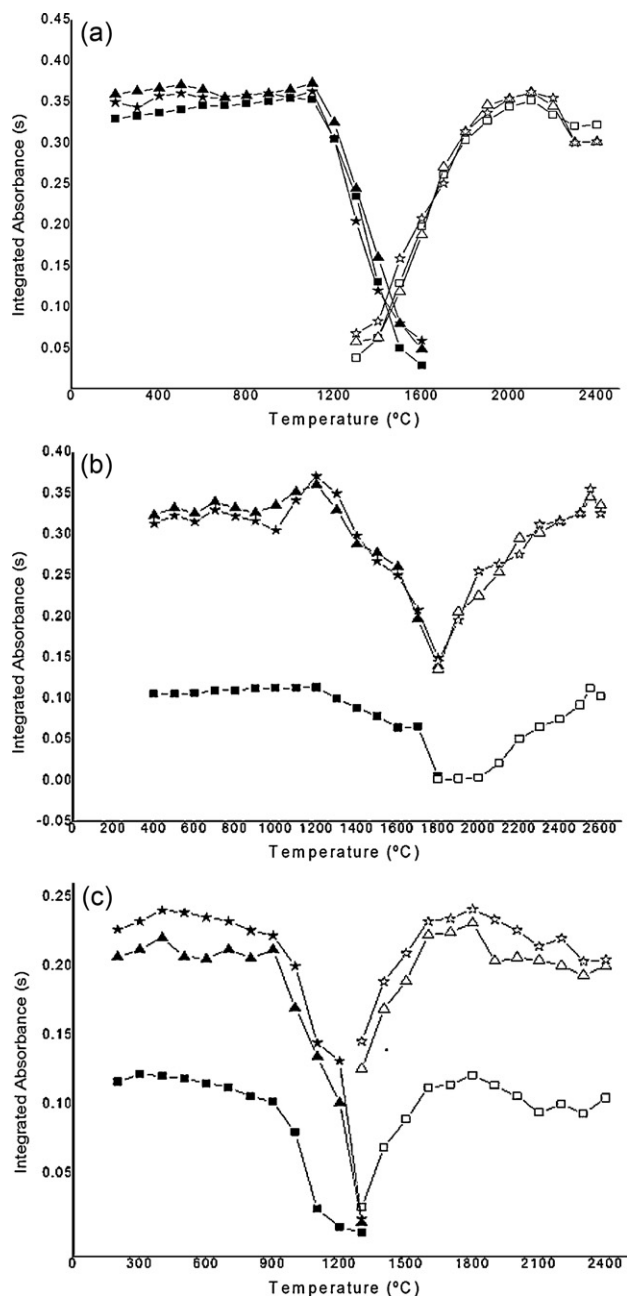 (a)
0.45
0.40
0.35
0.30
0.25
0.20
0.15
0.10
0.05
Integrated Absorbance (s)
0 400 800 1200 1600 2000 2400
Temperature (ºC)
(b)
0.40
0.35
0.30
0.25
0.20
0.15
0.10
0.05
0.00
-0.05
Integrated Absorbance (s)
0 200 400 600 800 1000 1200 1400 1600 1800 2000 2200 2400 2600
Temperature (ºC)
(c)
0.25
0.20
0.15
0.10
0.05
Integrated Absorbance (s)
0 300 600 900 1200 1500 1800 2100 2400
Temperature (ºC)